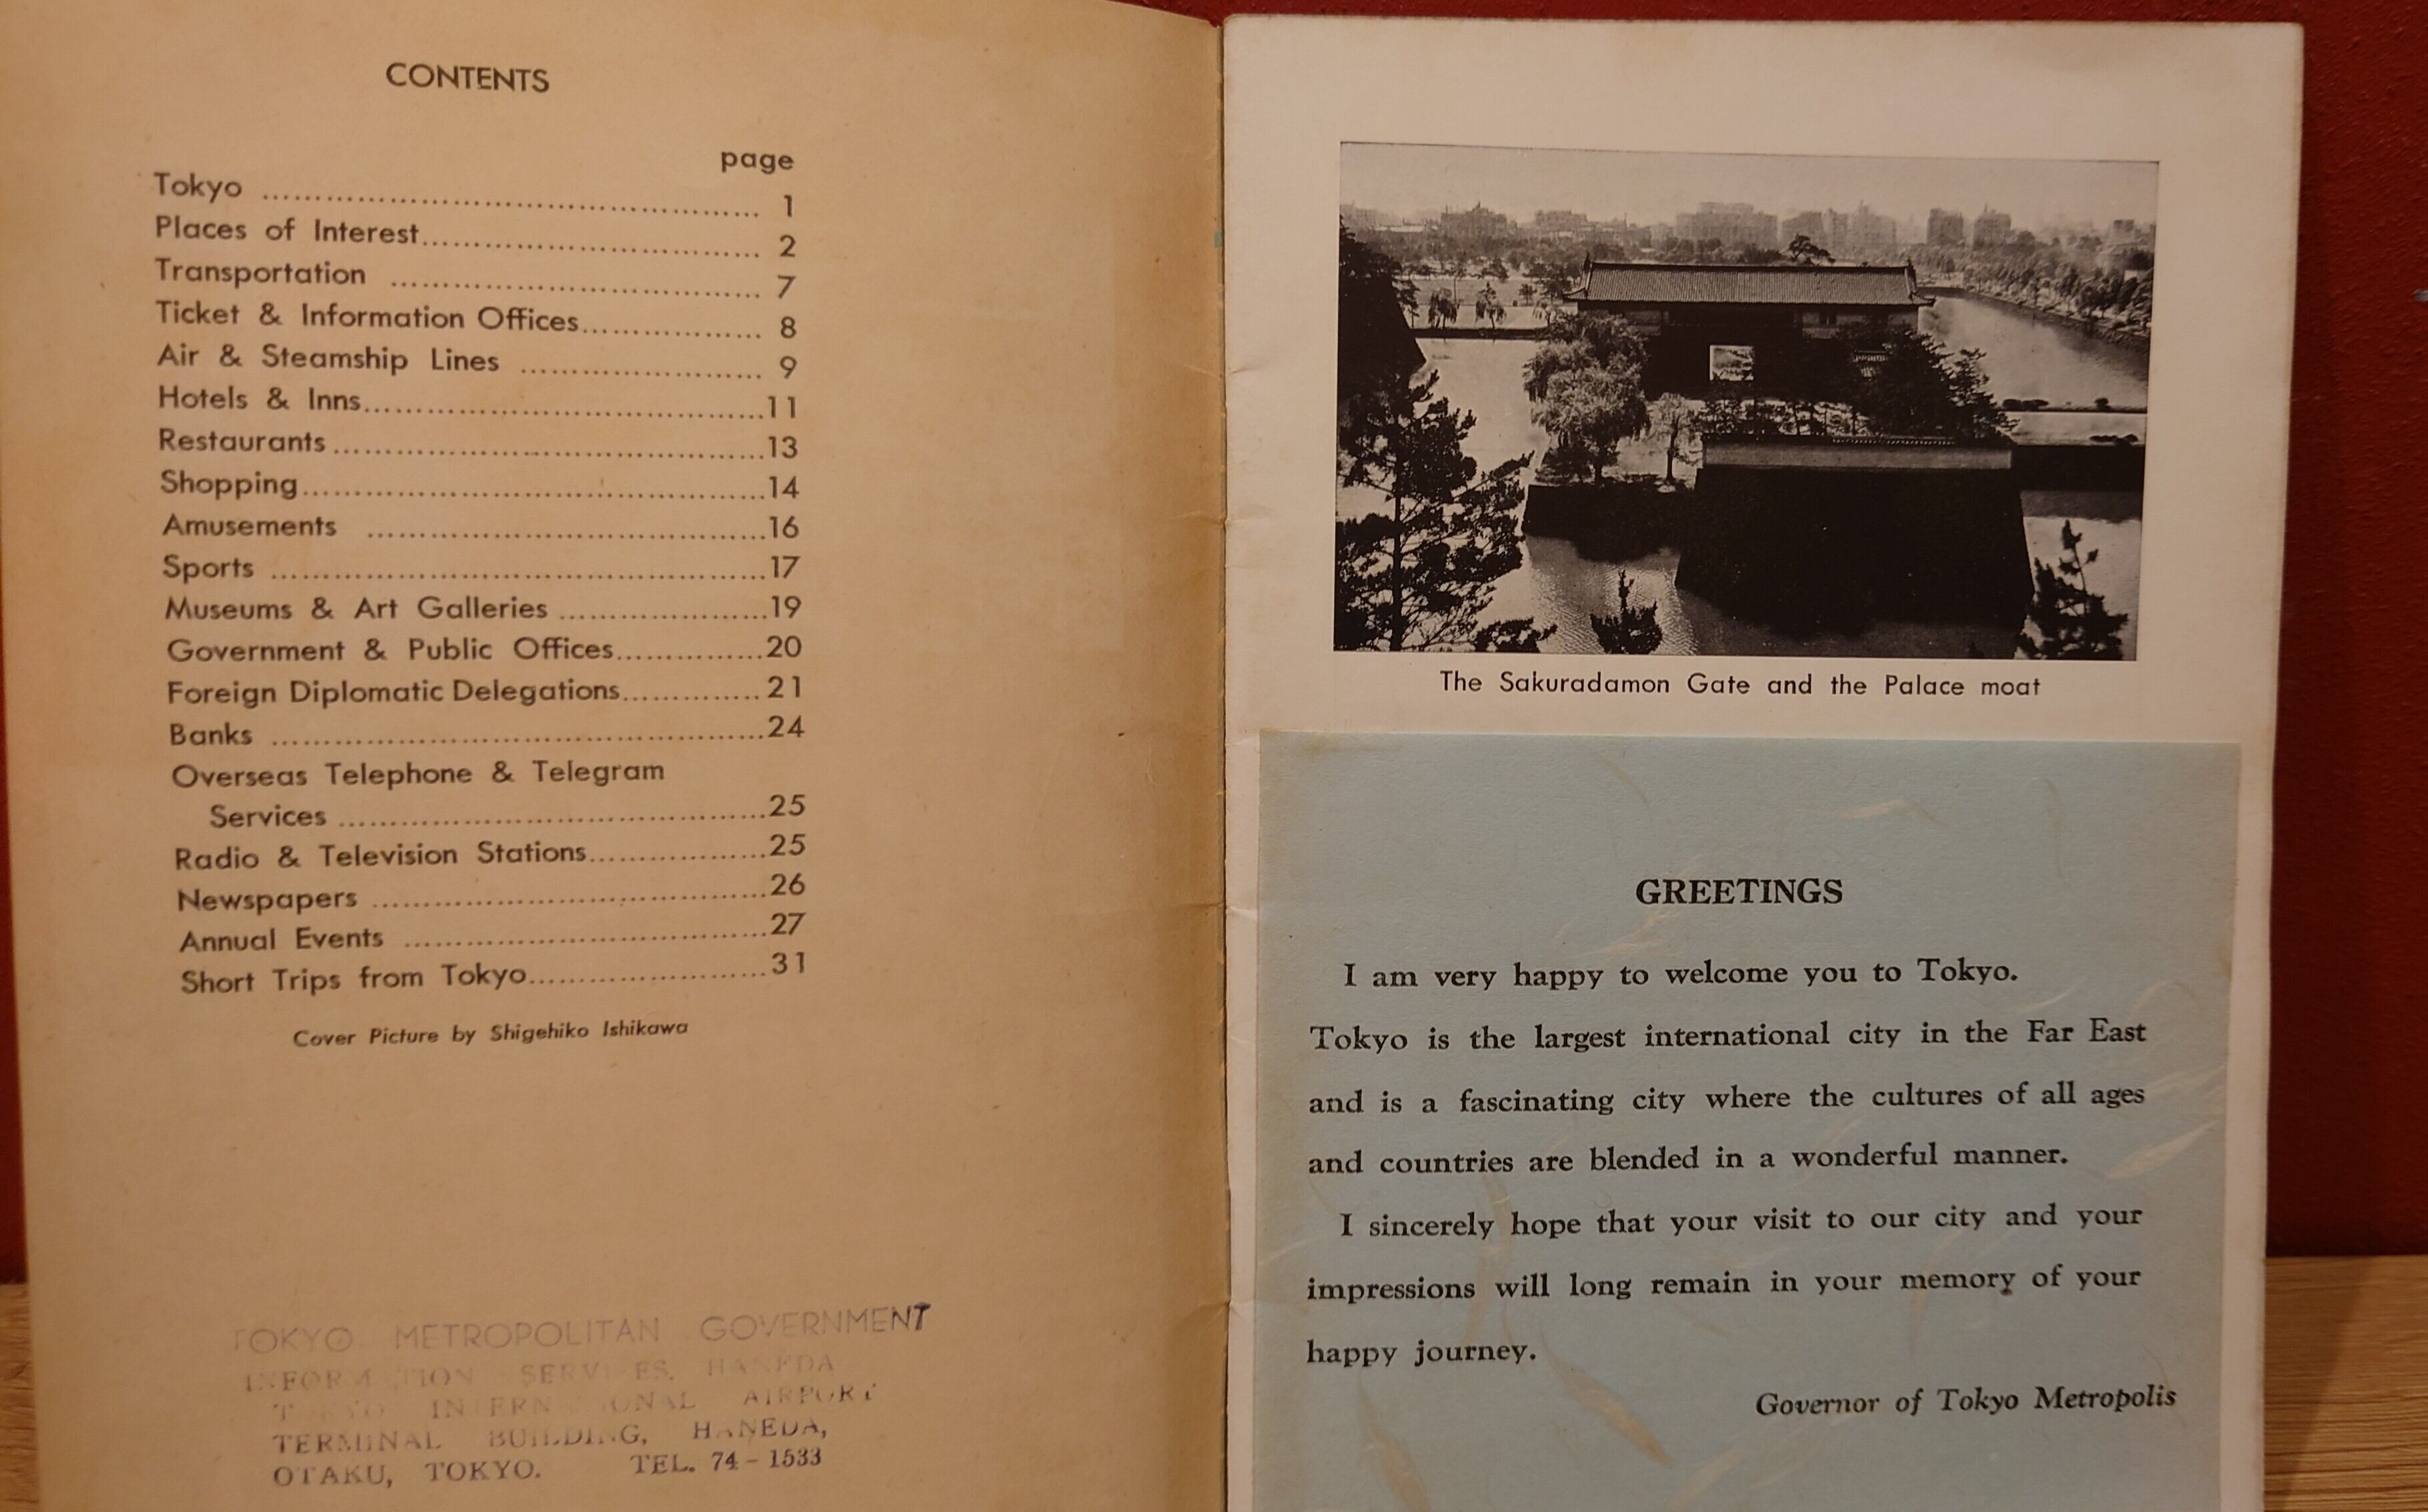 CONTENTS
page
Tokyo ........................................ 1
Places of Interest........................................ 2
Transportation ........................................ 7
Ticket & Information Offices.................... 8
Air & Steamship Lines ........................... 9
Hotels & Inns........................................11
Restaurants........................................13
Shopping........................................14
Amusements ........................................16
Sports ........................................17
Museums & Art Galleries ....................19
Government & Public Offices...............20
Foreign Diplomatic Delegations..............21
Banks ........................................24
Overseas Telephone & Telegram
Services ........................................25
Radio & Television Stations..................25
Newspapers ........................................26
Annual Events ....................................27
Short Trips from Tokyo........................31
Cover Picture by Shigehiko Ishikawa
TOKYO METROPOLITAN GOVERNMENT
INFORMATION SERVICES, HANEDA
TOKYO INTERNATIONAL AIRPORT
TERMINAL BUILDING, HANEDA,
OTAKU, TOKYO. TEL. 74-1533
The Sakuradamon Gate and the Palace moat
GREETINGS
I am very happy to welcome you to Tokyo.
Tokyo is the largest international city in the Far East
and is a fascinating city where the cultures of all ages
and countries are blended in a wonderful manner.
I sincerely hope that your visit to our city and your
impressions will long remain in your memory of your
happy journey.
Governor of Tokyo Metropolis